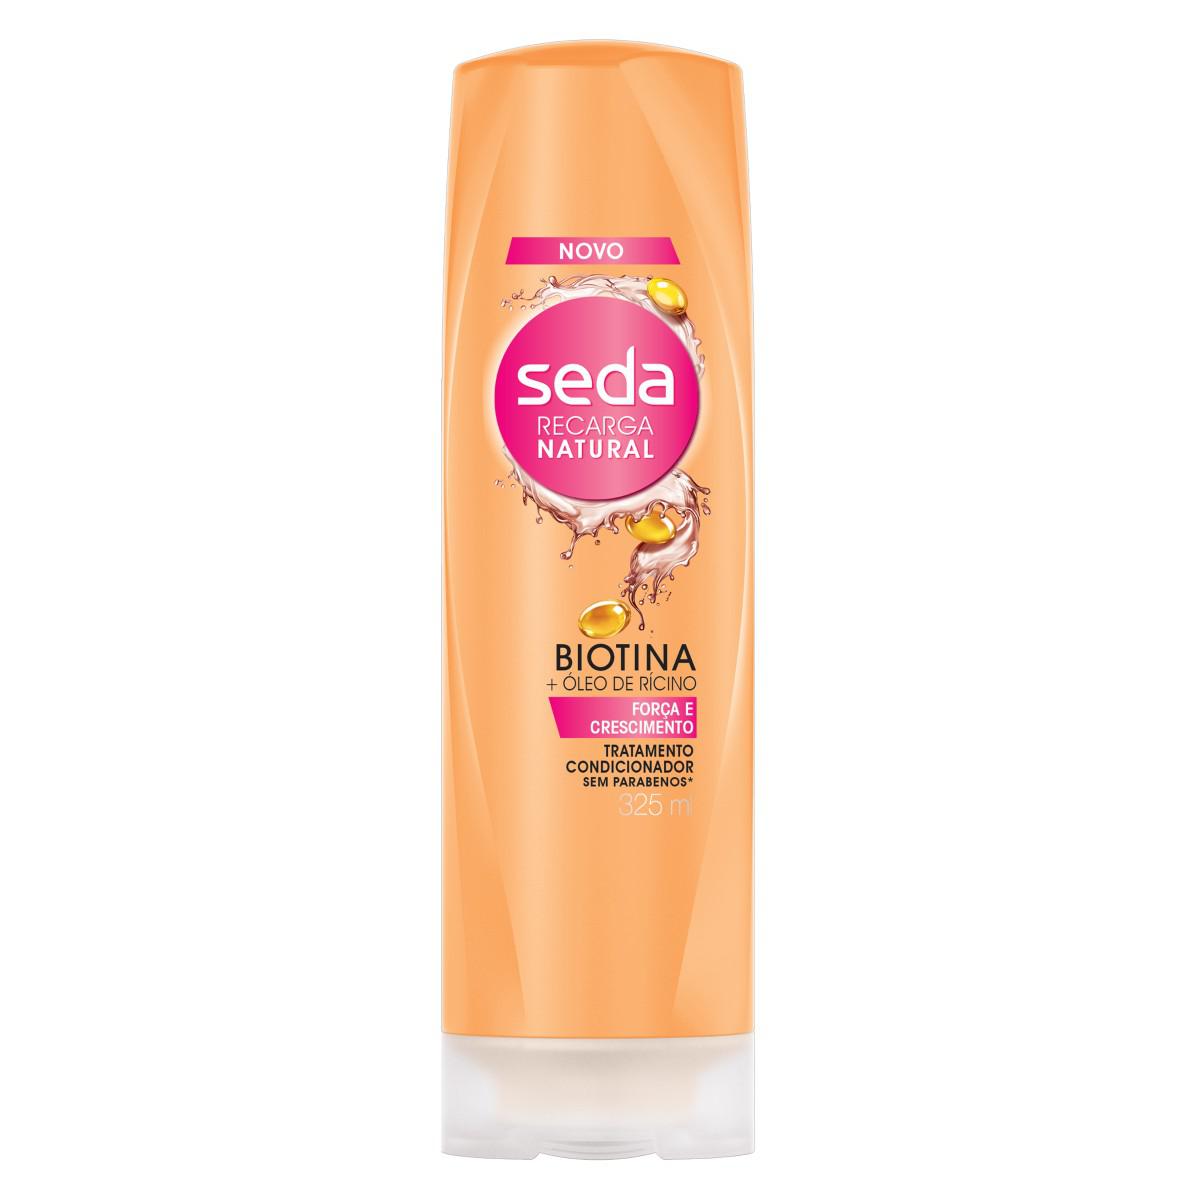 NOVO
seda
RECARGA
NATURAL
BIOTINA
+ ÓLEO DE RÍCINO
FORÇA E
CRESCIMENTO
TRATAMENTO
CONDICIONADOR
SEM PARABENOS*
325 ml